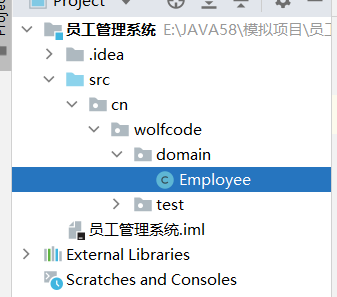 Project
员工管理系统 E:\JAVA58\模拟项目\员工
.idea
src
cn
wolfcode
domain
C Employee
test
员工管理系统.iml
External Libraries
Scratches and Consoles